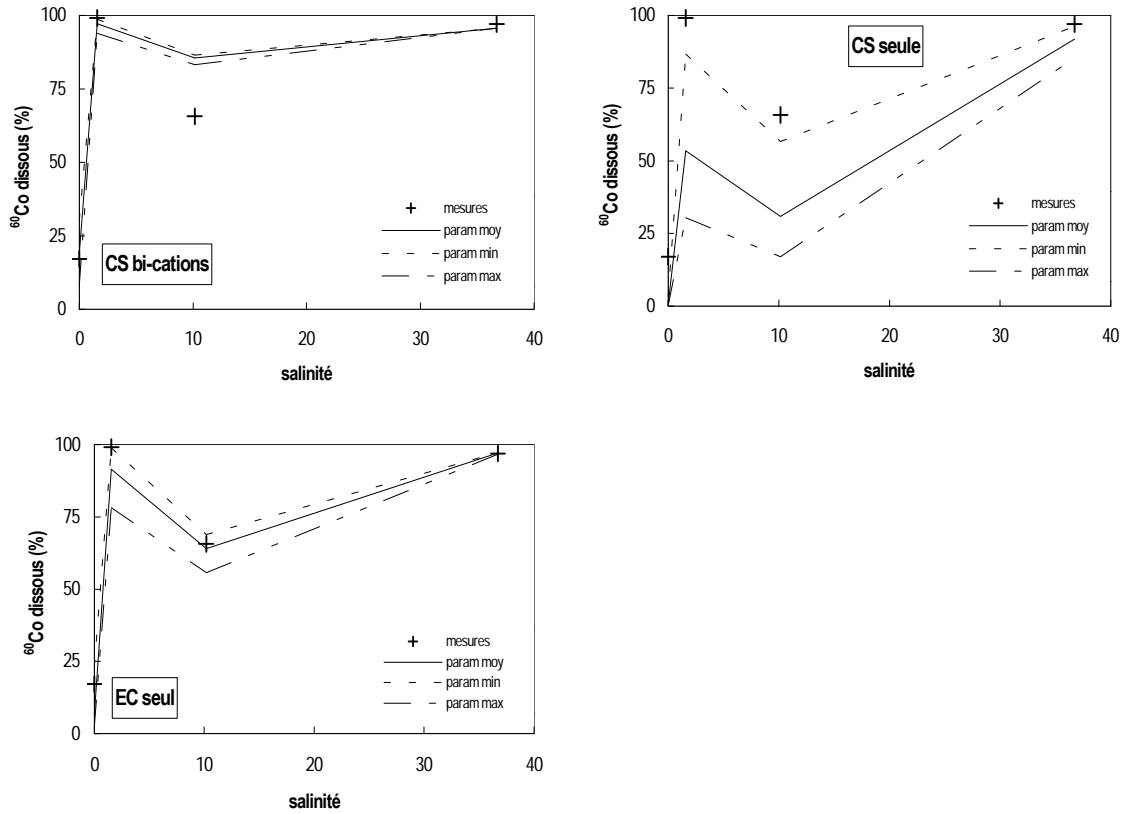 100
75
50
25
0
⁶⁰Co dissous (%)
CS bi-cations
mesures
param moy
param min
param max
0 10 20 30 40
salinité
100
75
50
25
0
⁶⁰Co dissous (%)
CS seule
mesures
param moy
param min
param max
0 10 20 30 40
salinité
100
75
50
25
0
⁶⁰Co dissous (%)
EC seul
mesures
param moy
param min
param max
0 10 20 30 40
salinité